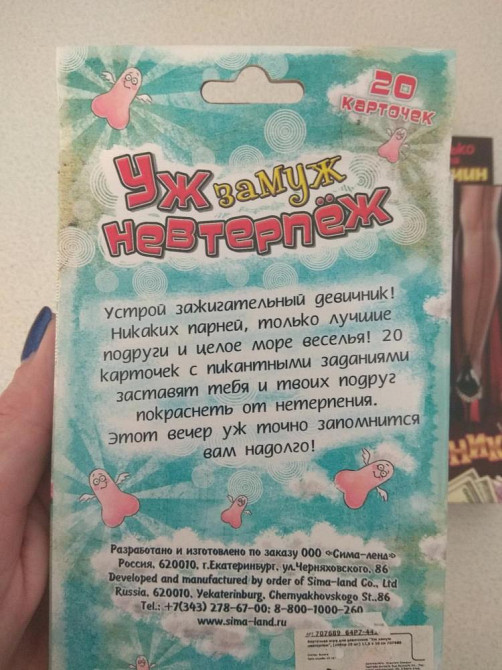 20
карточек
Уж замуж
невтерпёж
Устрой зажигательный девичник!
Никаких парней, только лучшие
подруги и целое море веселья! 20
карточек с пикантными заданиями
заставят тебя и твоих подруг
покраснеть от нетерпения.
Этот вечер уж точно запомнится
вам надолго!
Разработано и изготовлено по заказу ООО «Сима-ленд»
Россия, 620010, г.Екатеринбург, ул.Черняховского, 86
Developed and manufactured by order of Sima-land Co., Ltd
Russia, 620010, Yekaterinburg, Chernyakhovskogo St.,86
Tel.: +7(343) 278-67-00; 8-800-1000-260
www.sima-land.ru